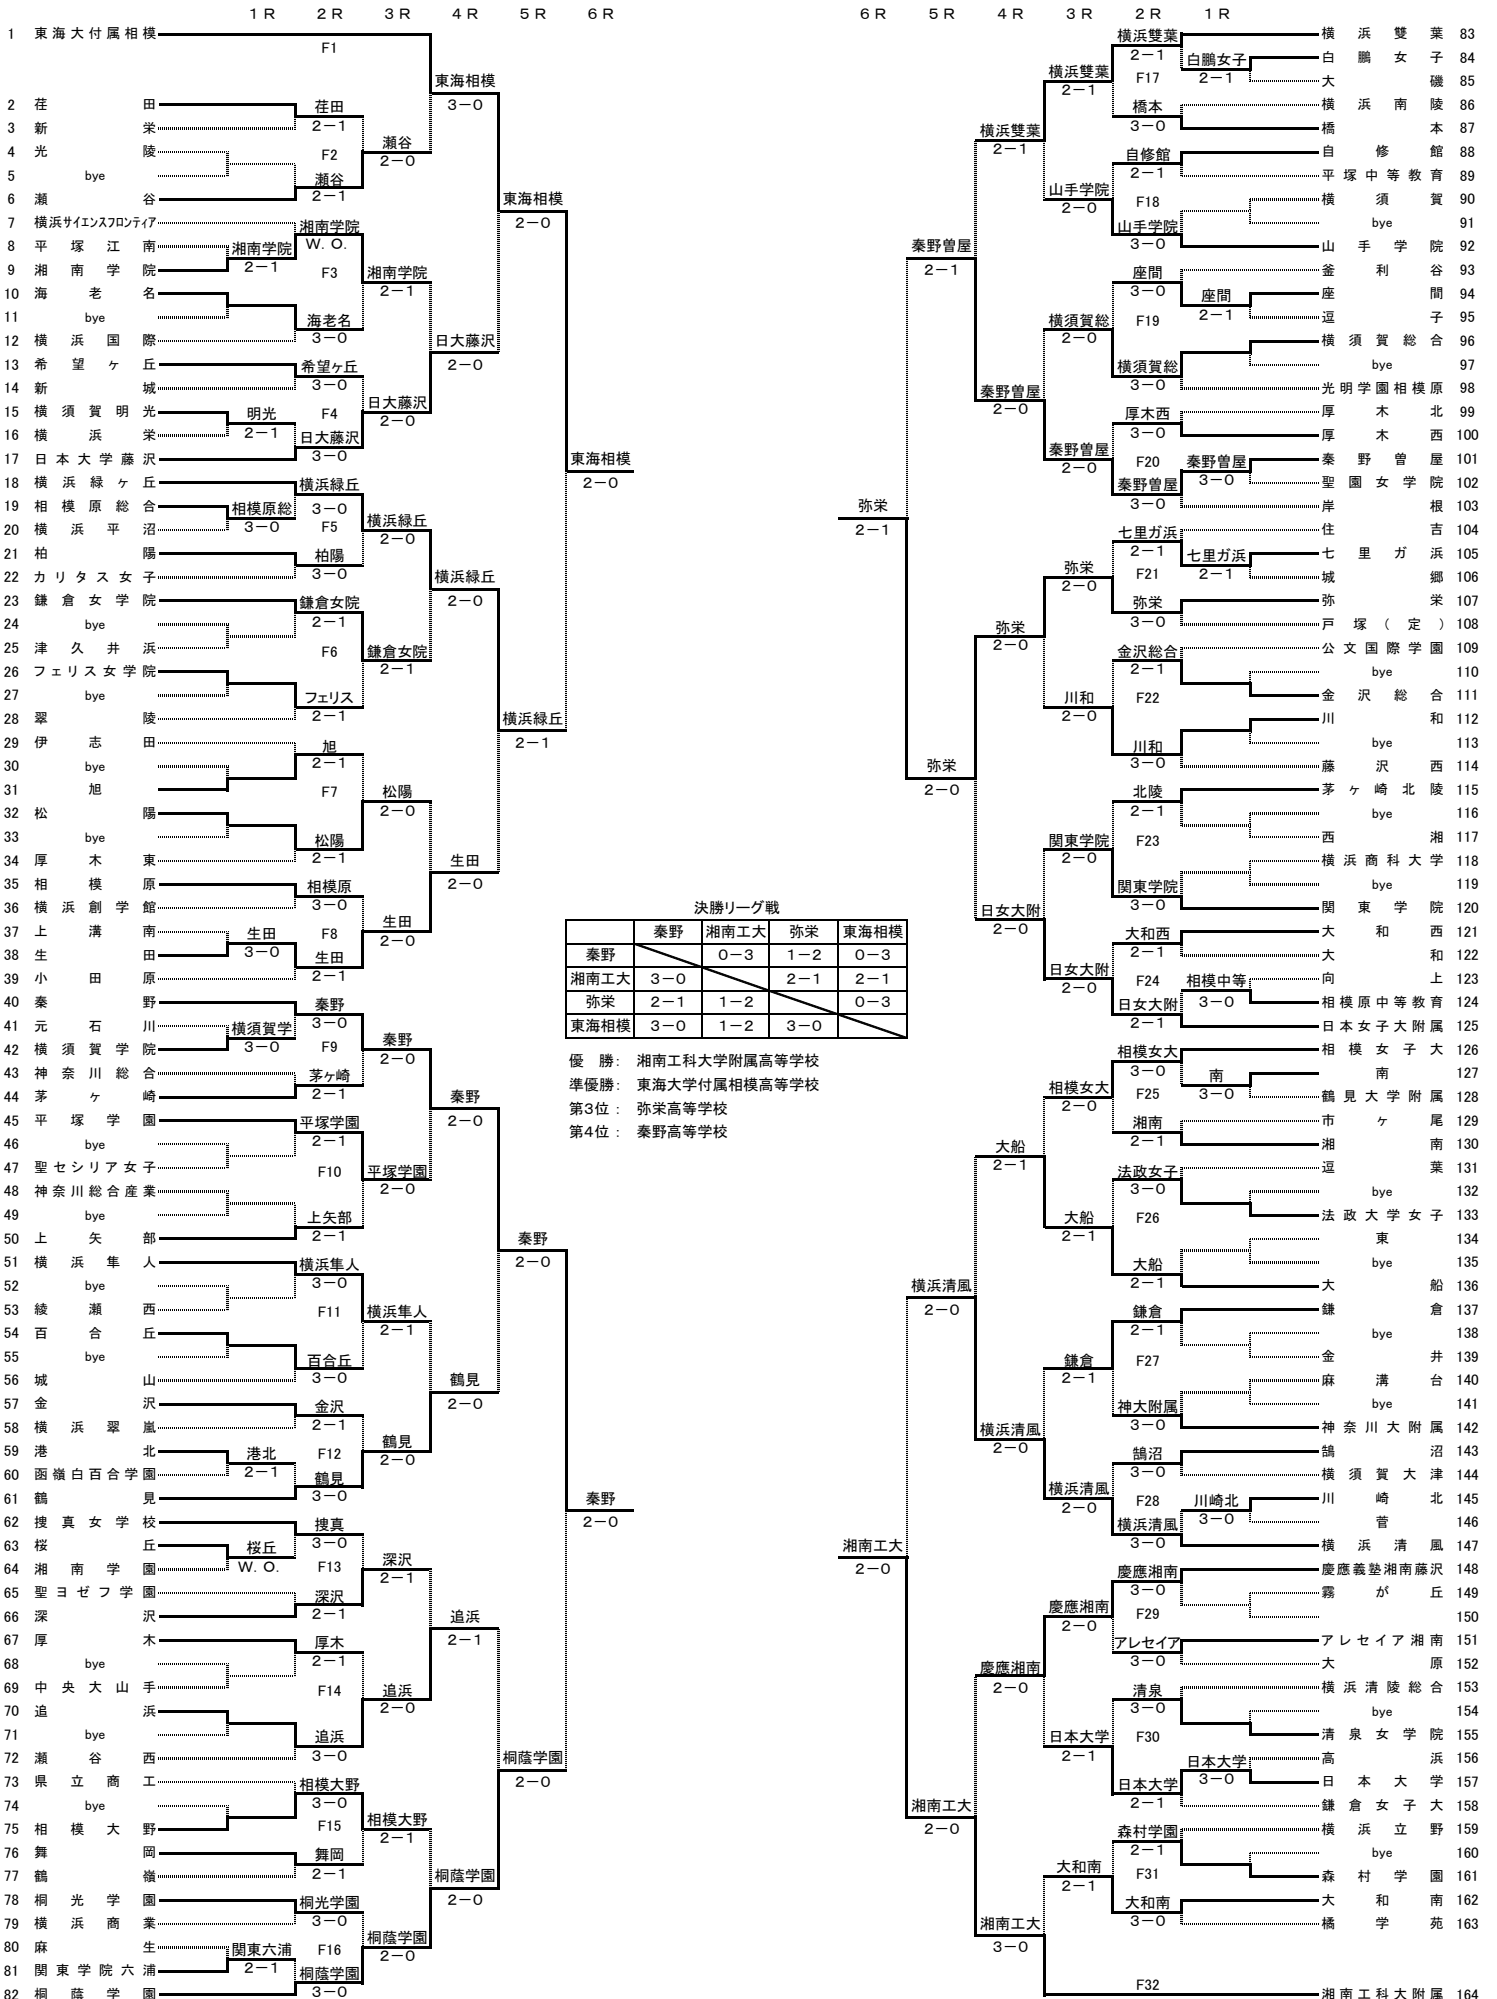 1R 2R 3R 4R 5R 6R
6R 5R 4R 3R 2R 1R
1 東海大付属相模
2 荏田
3 新栄
4 光陵
5 bye
6 瀬谷
7 横浜サイエンスフロンティア
8 平塚江南
9 湘南学院
10 海老名
11 bye
12 横浜国際
13 希望ヶ丘
14 新城
15 横須賀明光
16 横浜栄
17 日本大学藤沢
18 横浜緑ヶ丘
19 相模原総合
20 横浜平沼
21 柏陽
22 カリタス女子
23 鎌倉女学院
24 bye
25 津久井浜
26 フェリス女学院
27 bye
28 翠陵
29 伊志田
30 bye
31 旭
32 松陽
33 bye
34 厚木東
35 相模原
36 横浜創学館
37 上溝南
38 生田
39 小田原
40 秦野
41 元石川
42 横須賀学院
43 神奈川総合
44 茅ヶ崎
45 平塚学園
46 bye
47 聖セシリア女子
48 神奈川総合産業
49 bye
50 上矢部
51 横浜隼人
52 bye
53 綾瀬西
54 百合丘
55 bye
56 城山
57 金沢
58 横浜翠嵐
59 港北
60 函嶺白百合学園
61 鶴見
62 捜真女学校
63 桜丘
64 湘南学園
65 聖ヨゼフ学園
66 深沢
67 厚木
68 bye
69 中央大山手
70 追浜
71 bye
72 瀬谷西
73 県立商工
74 bye
75 相模大野
76 舞岡
77 鶴嶺
78 桐光学園
79 横浜商業
80 麻生
81 関東学院六浦
82 桐蔭学園
湘南学院
2-1
明光
2-1
相模原総
3-0
生田
3-0
横須賀学
3-0
港北
2-1
桜丘
W.O.
関東六浦
2-1
F1
荏田
2-1
F2
瀬谷
2-1
湘南学院
W.O.
F3
海老名
3-0
希望ヶ丘
3-0
F4
日大藤沢
3-0
横浜緑丘
3-0
F5
柏陽
3-0
鎌倉女院
2-1
F6
フェリス
2-1
旭
2-1
F7
松陽
2-1
相模原
3-0
F8
生田
2-1
秦野
3-0
F9
茅ヶ崎
2-1
平塚学園
2-1
F10
上矢部
2-1
横浜隼人
3-0
F11
百合丘
3-0
金沢
2-1
F12
鶴見
3-0
捜真
3-0
F13
深沢
2-1
厚木
2-1
F14
追浜
3-0
相模大野
3-0
F15
舞岡
2-1
桐光学園
3-0
F16
桐蔭学園
3-0
瀬谷
2-0
湘南学院
2-1
日大藤沢
2-0
横浜緑丘
2-0
鎌倉女院
2-1
松陽
2-0
生田
2-0
秦野
2-0
平塚学園
2-0
横浜隼人
2-1
鶴見
2-0
深沢
2-1
追浜
2-0
相模大野
2-1
桐蔭学園
2-0
東海相模
3-0
日大藤沢
2-0
横浜緑丘
2-0
生田
2-0
秦野
2-0
鶴見
2-0
追浜
2-1
桐蔭学園
2-0
東海相模
2-0
横浜緑丘
2-1
秦野
2-0
桐蔭学園
2-0
東海相模
2-0
秦野
2-0
決勝リーグ戦
秦野 湘南工大 弥栄 東海相模
秦野 0-3 1-2 0-3
湘南工大 3-0 2-1 2-1
弥栄 2-1 1-2 0-3
東海相模 3-0 1-2 3-0
優 勝: 湘南工科大学附属高等学校
準優勝: 東海大学付属相模高等学校
第3位: 弥栄高等学校
第4位: 秦野高等学校
弥栄
2-1
湘南工大
2-0
秦野曽屋
2-1
弥栄
2-0
横浜清風
2-0
湘南工大
2-0
横浜雙葉
2-1
秦野曽屋
2-0
弥栄
2-0
日女大附
2-0
大船
2-1
横浜清風
2-0
慶應湘南
2-0
湘南工大
3-0
横浜雙葉
2-1
山手学院
2-0
横須賀総
2-0
秦野曽屋
2-0
弥栄
2-0
川和
2-0
関東学院
2-0
日女大附
2-0
相模女大
2-0
大船
2-1
鎌倉
2-1
横浜清風
2-0
慶應湘南
2-0
日本大学
2-1
大和南
2-1
横浜雙葉
2-1
F17
橋本
3-0
自修館
2-1
F18
山手学院
3-0
座間
3-0
F19
横須賀総
3-0
厚木西
3-0
F20
秦野曽屋
3-0
七里ガ浜
2-1
F21
弥栄
3-0
金沢総合
2-1
F22
川和
3-0
北陵
2-1
F23
関東学院
3-0
大和西
2-1
F24
日女大附
2-1
相模女大
3-0
F25
湘南
2-1
法政女子
3-0
F26
大船
2-1
鎌倉
2-1
F27
神大附属
3-0
鵠沼
3-0
F28
横浜清風
3-0
慶應湘南
3-0
F29
アレセイア
3-0
清泉
3-0
F30
日本大学
2-1
森村学園
2-1
F31
大和南
3-0
F32
白鵬女子
2-1
座間
2-1
秦野曽屋
3-0
七里ガ浜
2-1
相模中等
3-0
南
3-0
川崎北
3-0
日本大学
3-0
横浜雙葉 83
白鵬女子 84
大磯 85
横浜南陵 86
橋本 87
自修館 88
平塚中等教育 89
横須賀 90
bye 91
山手学院 92
釜利谷 93
座間 94
逗子 95
横須賀総合 96
bye 97
光明学園相模原 98
厚木北 99
厚木西 100
秦野曽屋 101
聖園女学院 102
岸根 103
住吉 104
七里ガ浜 105
城郷 106
弥栄 107
戸塚(定) 108
公文国際学園 109
bye 110
金沢総合 111
川和 112
bye 113
藤沢西 114
茅ヶ崎北陵 115
bye 116
西湘 117
横浜商科大学 118
bye 119
関東学院 120
大和西 121
大和 122
向上 123
相模原中等教育 124
日本女子大附属 125
相模女子大 126
南 127
鶴見大学附属 128
市ヶ尾 129
湘南 130
逗葉 131
bye 132
法政大学女子 133
東 134
bye 135
大船 136
鎌倉 137
bye 138
金井 139
麻溝台 140
bye 141
神奈川大附属 142
鵠沼 143
横須賀大津 144
川崎北 145
菅 146
横浜清風 147
慶應義塾湘南藤沢 148
霧が丘 149
150
アレセイア湘南 151
大原 152
横浜清陵総合 153
bye 154
清泉女学院 155
高浜 156
日本大学 157
鎌倉女子大 158
横浜立野 159
bye 160
森村学園 161
大和南 162
橘学苑 163
湘南工科大附属 164